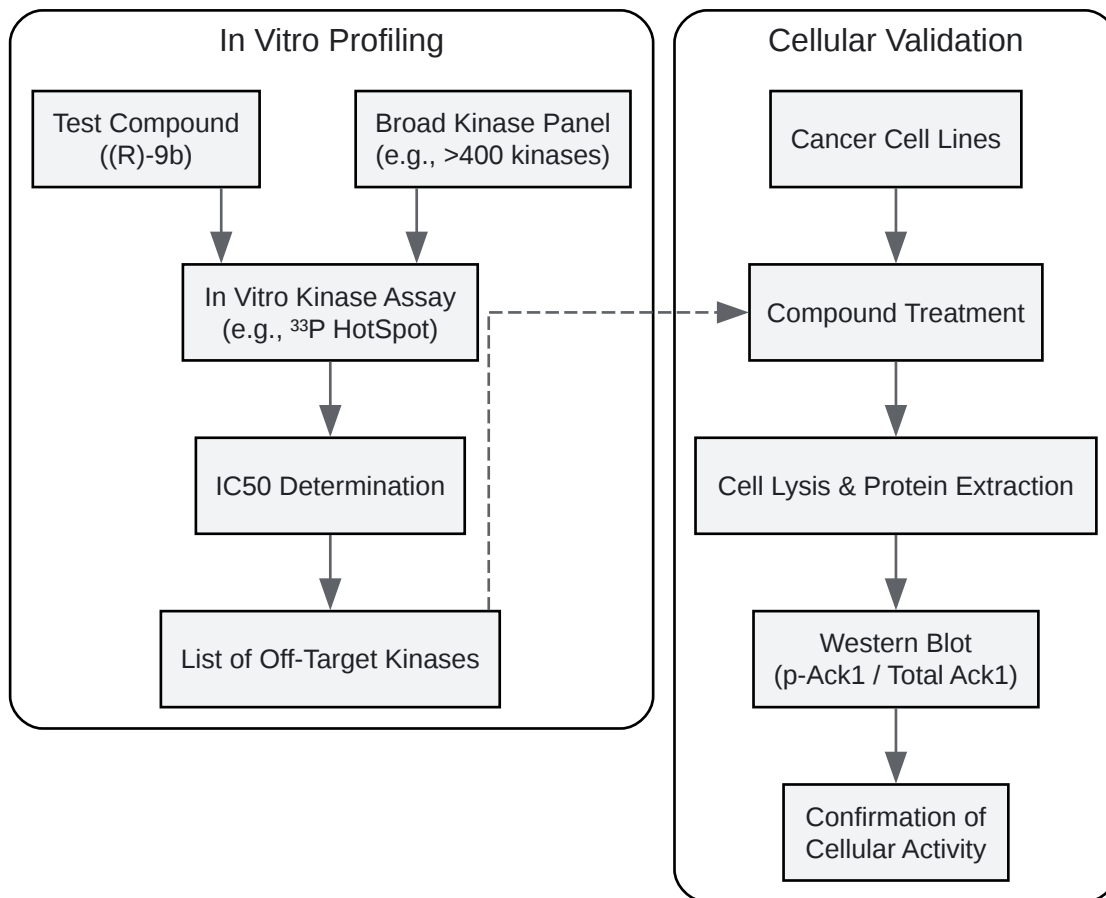 In Vitro Profiling
Test Compound
((R)-9b)
Broad Kinase Panel
(e.g., >400 kinases)
In Vitro Kinase Assay
(e.g., ³³P HotSpot)
IC50 Determination
List of Off-Target Kinases
Cellular Validation
Cancer Cell Lines
Compound Treatment
Cell Lysis & Protein Extraction
Western Blot
(p-Ack1 / Total Ack1)
Confirmation of
Cellular Activity